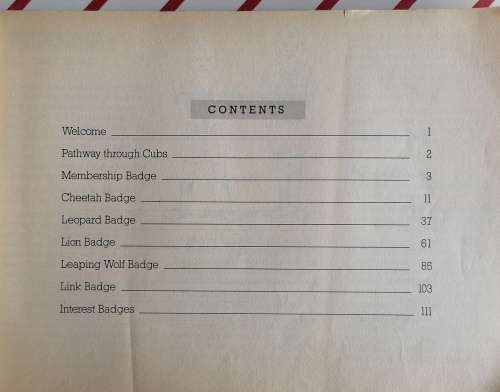 CONTENTS
Welcome 1
Pathway through Cubs 2
Membership Badge 3
Cheetah Badge 11
Leopard Badge 37
Lion Badge 61
Leaping Wolf Badge 85
Link Badge 103
Interest Badges 111